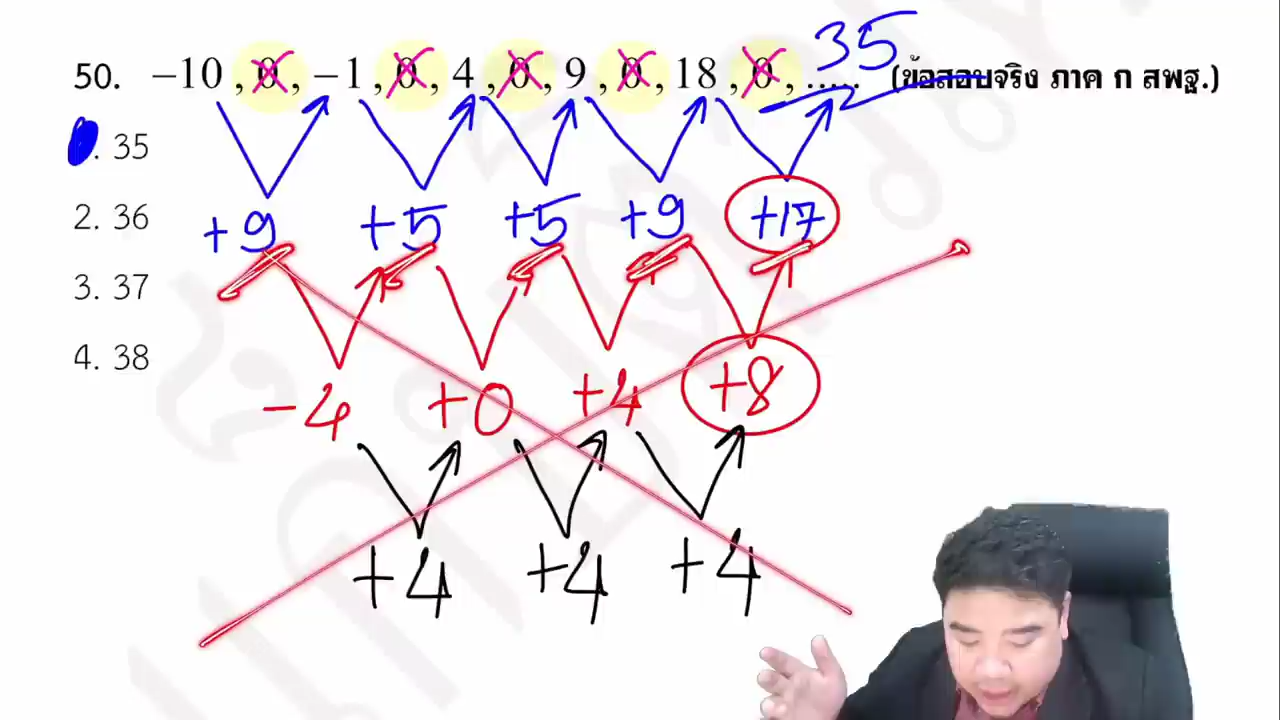 35
50. −10 , 0 , −1 , 0 , 4 , 0 , 9 , 0 , 18 , 0 , ..... (ข้อสอบจริง ภาค ก สพฐ.)
. 35
2. 36
+9 +5 +5 +9 +17
3. 37
4. 38
−4 +0 +4 +8
+4 +4 +4